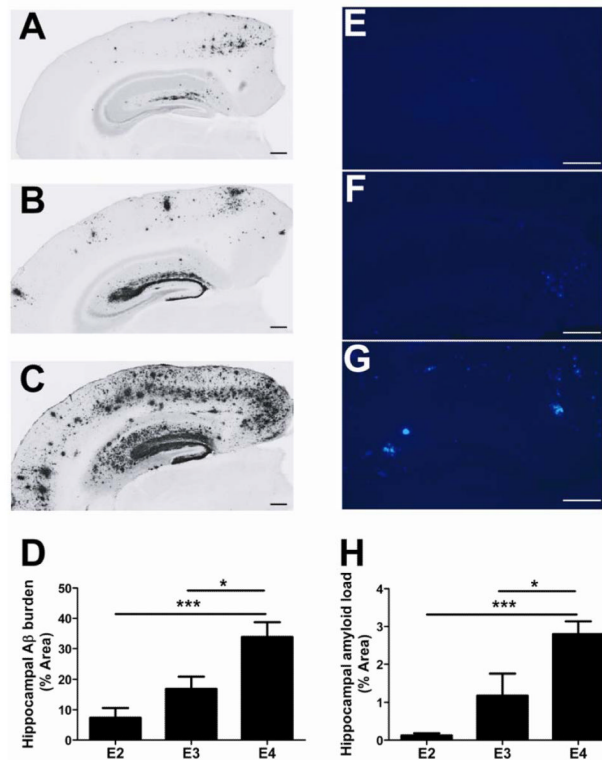 A
B
C
D
Hippocampal Aβ burden
(% Area)
50
40
30
20
10
0
*
***
E2
E3
E4
E
F
G
H
Hippocampal amyloid load
(% Area)
4
3
2
1
0
*
***
E2
E3
E4